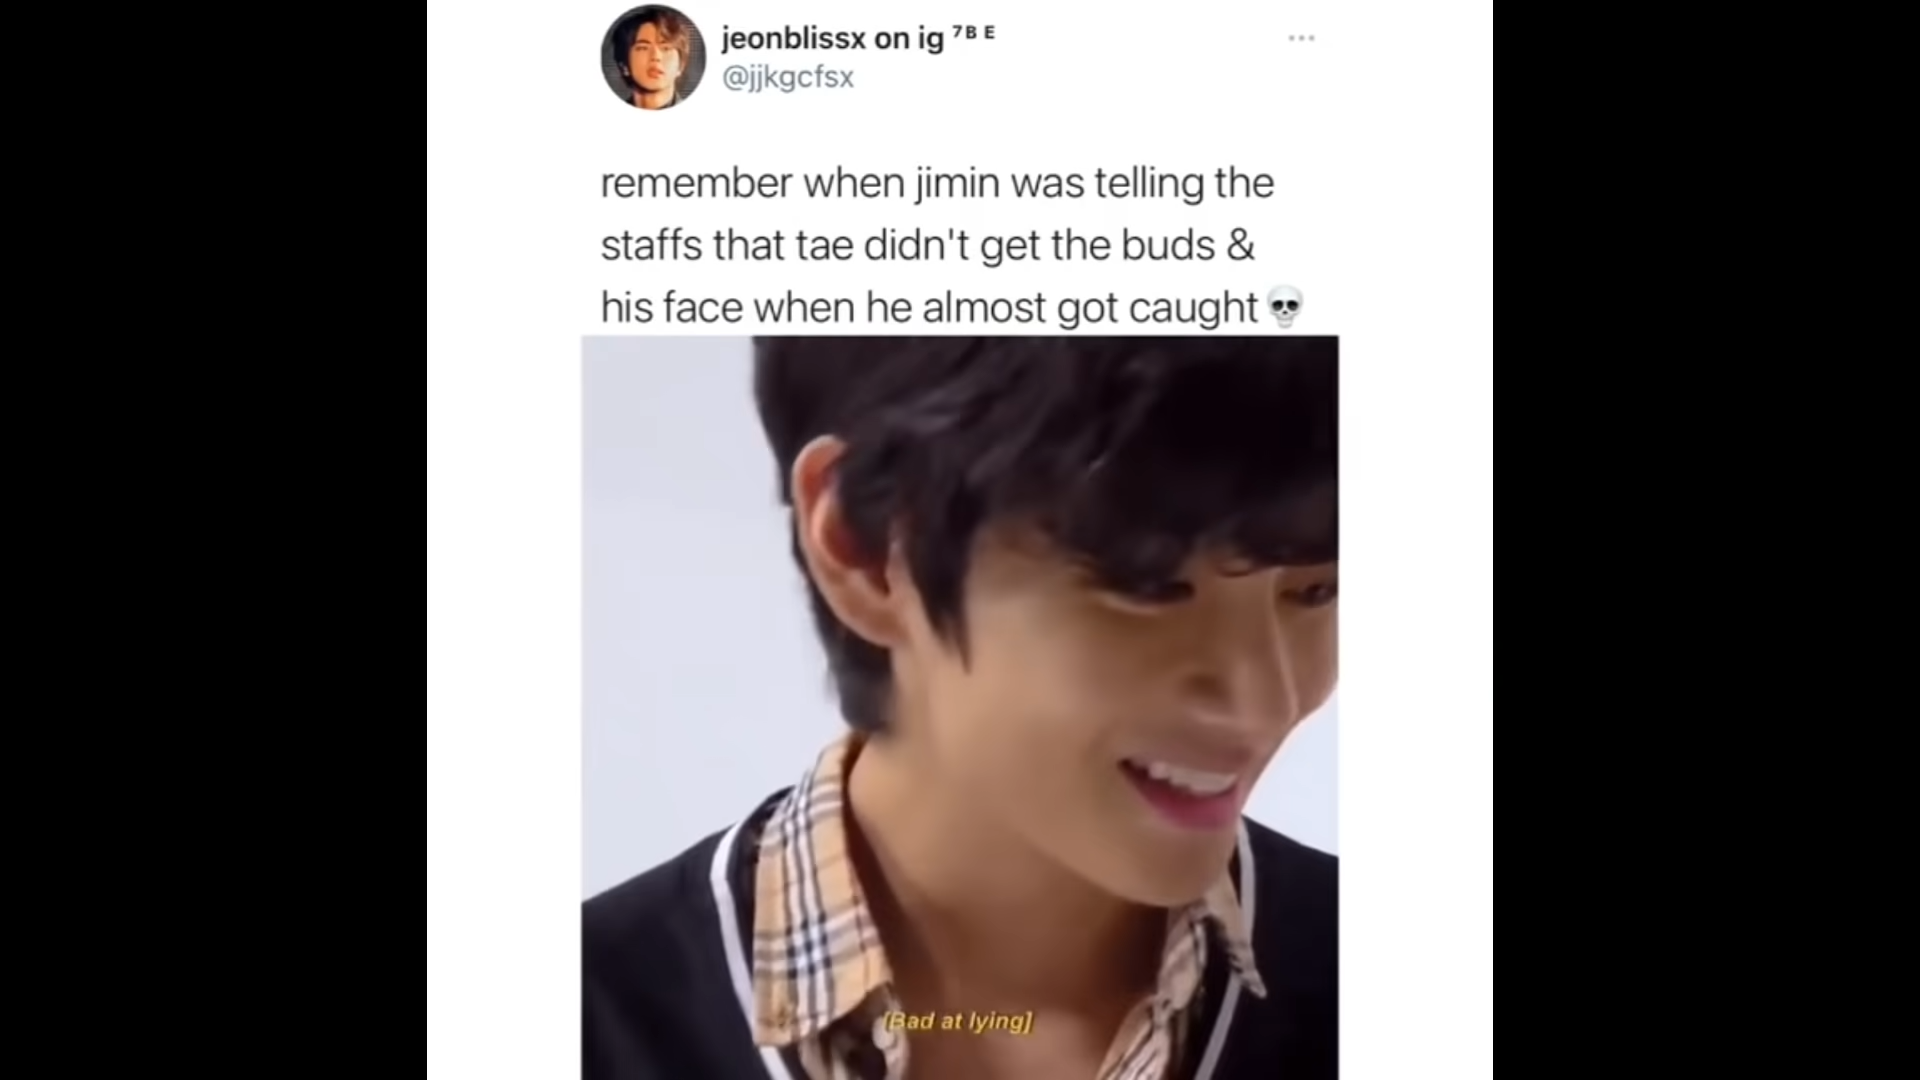 jeonblissx on ig ⁷ᴮ ᴱ
@jjkgcfsx
remember when jimin was telling the
staffs that tae didn't get the buds &
his face when he almost got caught💀
[Bad at lying]